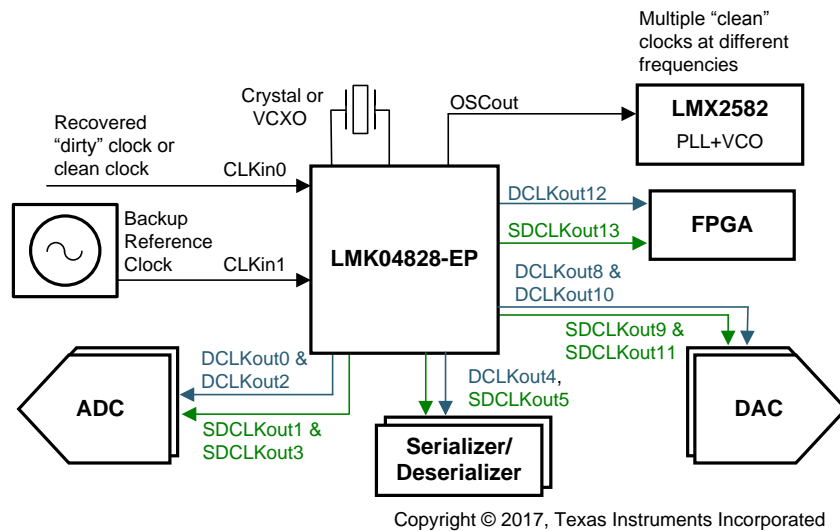 Multiple “clean”
clocks at different
frequencies
Crystal or
VCXO
OSCout
LMX2582
PLL+VCO
Recovered
“dirty” clock or
clean clock
CLKin0
DCLKout12
SDCLKout13
FPGA
Backup
Reference
Clock
CLKin1
LMK04828-EP
DCLKout8 &
DCLKout10
SDCLKout9 &
SDCLKout11
DAC
DCLKout0 &
DCLKout2
ADC
SDCLKout1 &
SDCLKout3
DCLKout4,
SDCLKout5
Serializer/
Deserializer
Copyright © 2017, Texas Instruments Incorporated